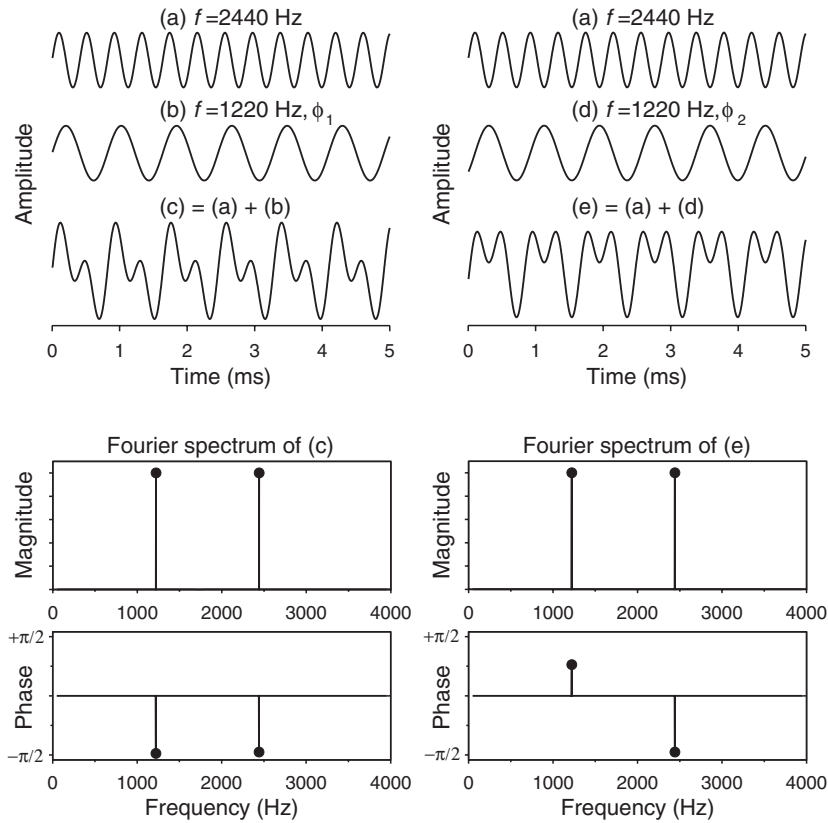 (a) f=2440 Hz
(b) f=1220 Hz, ϕ1
(c) = (a) + (b)
Amplitude
0 1 2 3 4 5
Time (ms)
(a) f=2440 Hz
(d) f=1220 Hz,ϕ2
(e) = (a) + (d)
Amplitude
0 1 2 3 4 5
Time (ms)
Fourier spectrum of (c)
Magnitude
0 1000 2000 3000 4000
+π/2
Phase
−π/2
0 1000 2000 3000 4000
Frequency (Hz)
Fourier spectrum of (e)
Magnitude
0 1000 2000 3000 4000
+π/2
Phase
−π/2
0 1000 2000 3000 4000
Frequency (Hz)